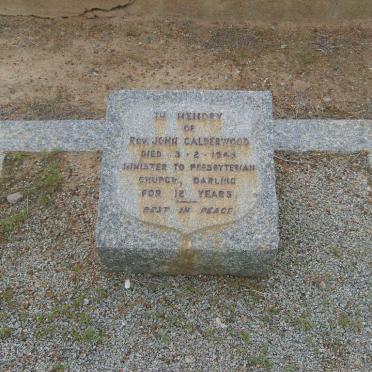 IN MEMORY
OF
REV. JOHN CALDERWOOD
DIED 3-2-1948
MINISTER TO PRESBYTERIAN
CHURCH, DARLING
FOR 12 YEARS.
REST IN PEACE